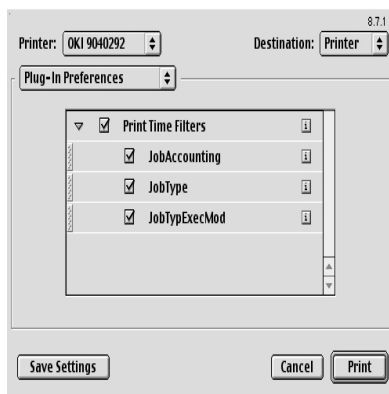 8.7.1
Printer: OKI 9040292 Destination: Printer
Plug-In Preferences
Print Time Filters
JobAccounting
JobType
JobTypExecMod
Save Settings Cancel Print